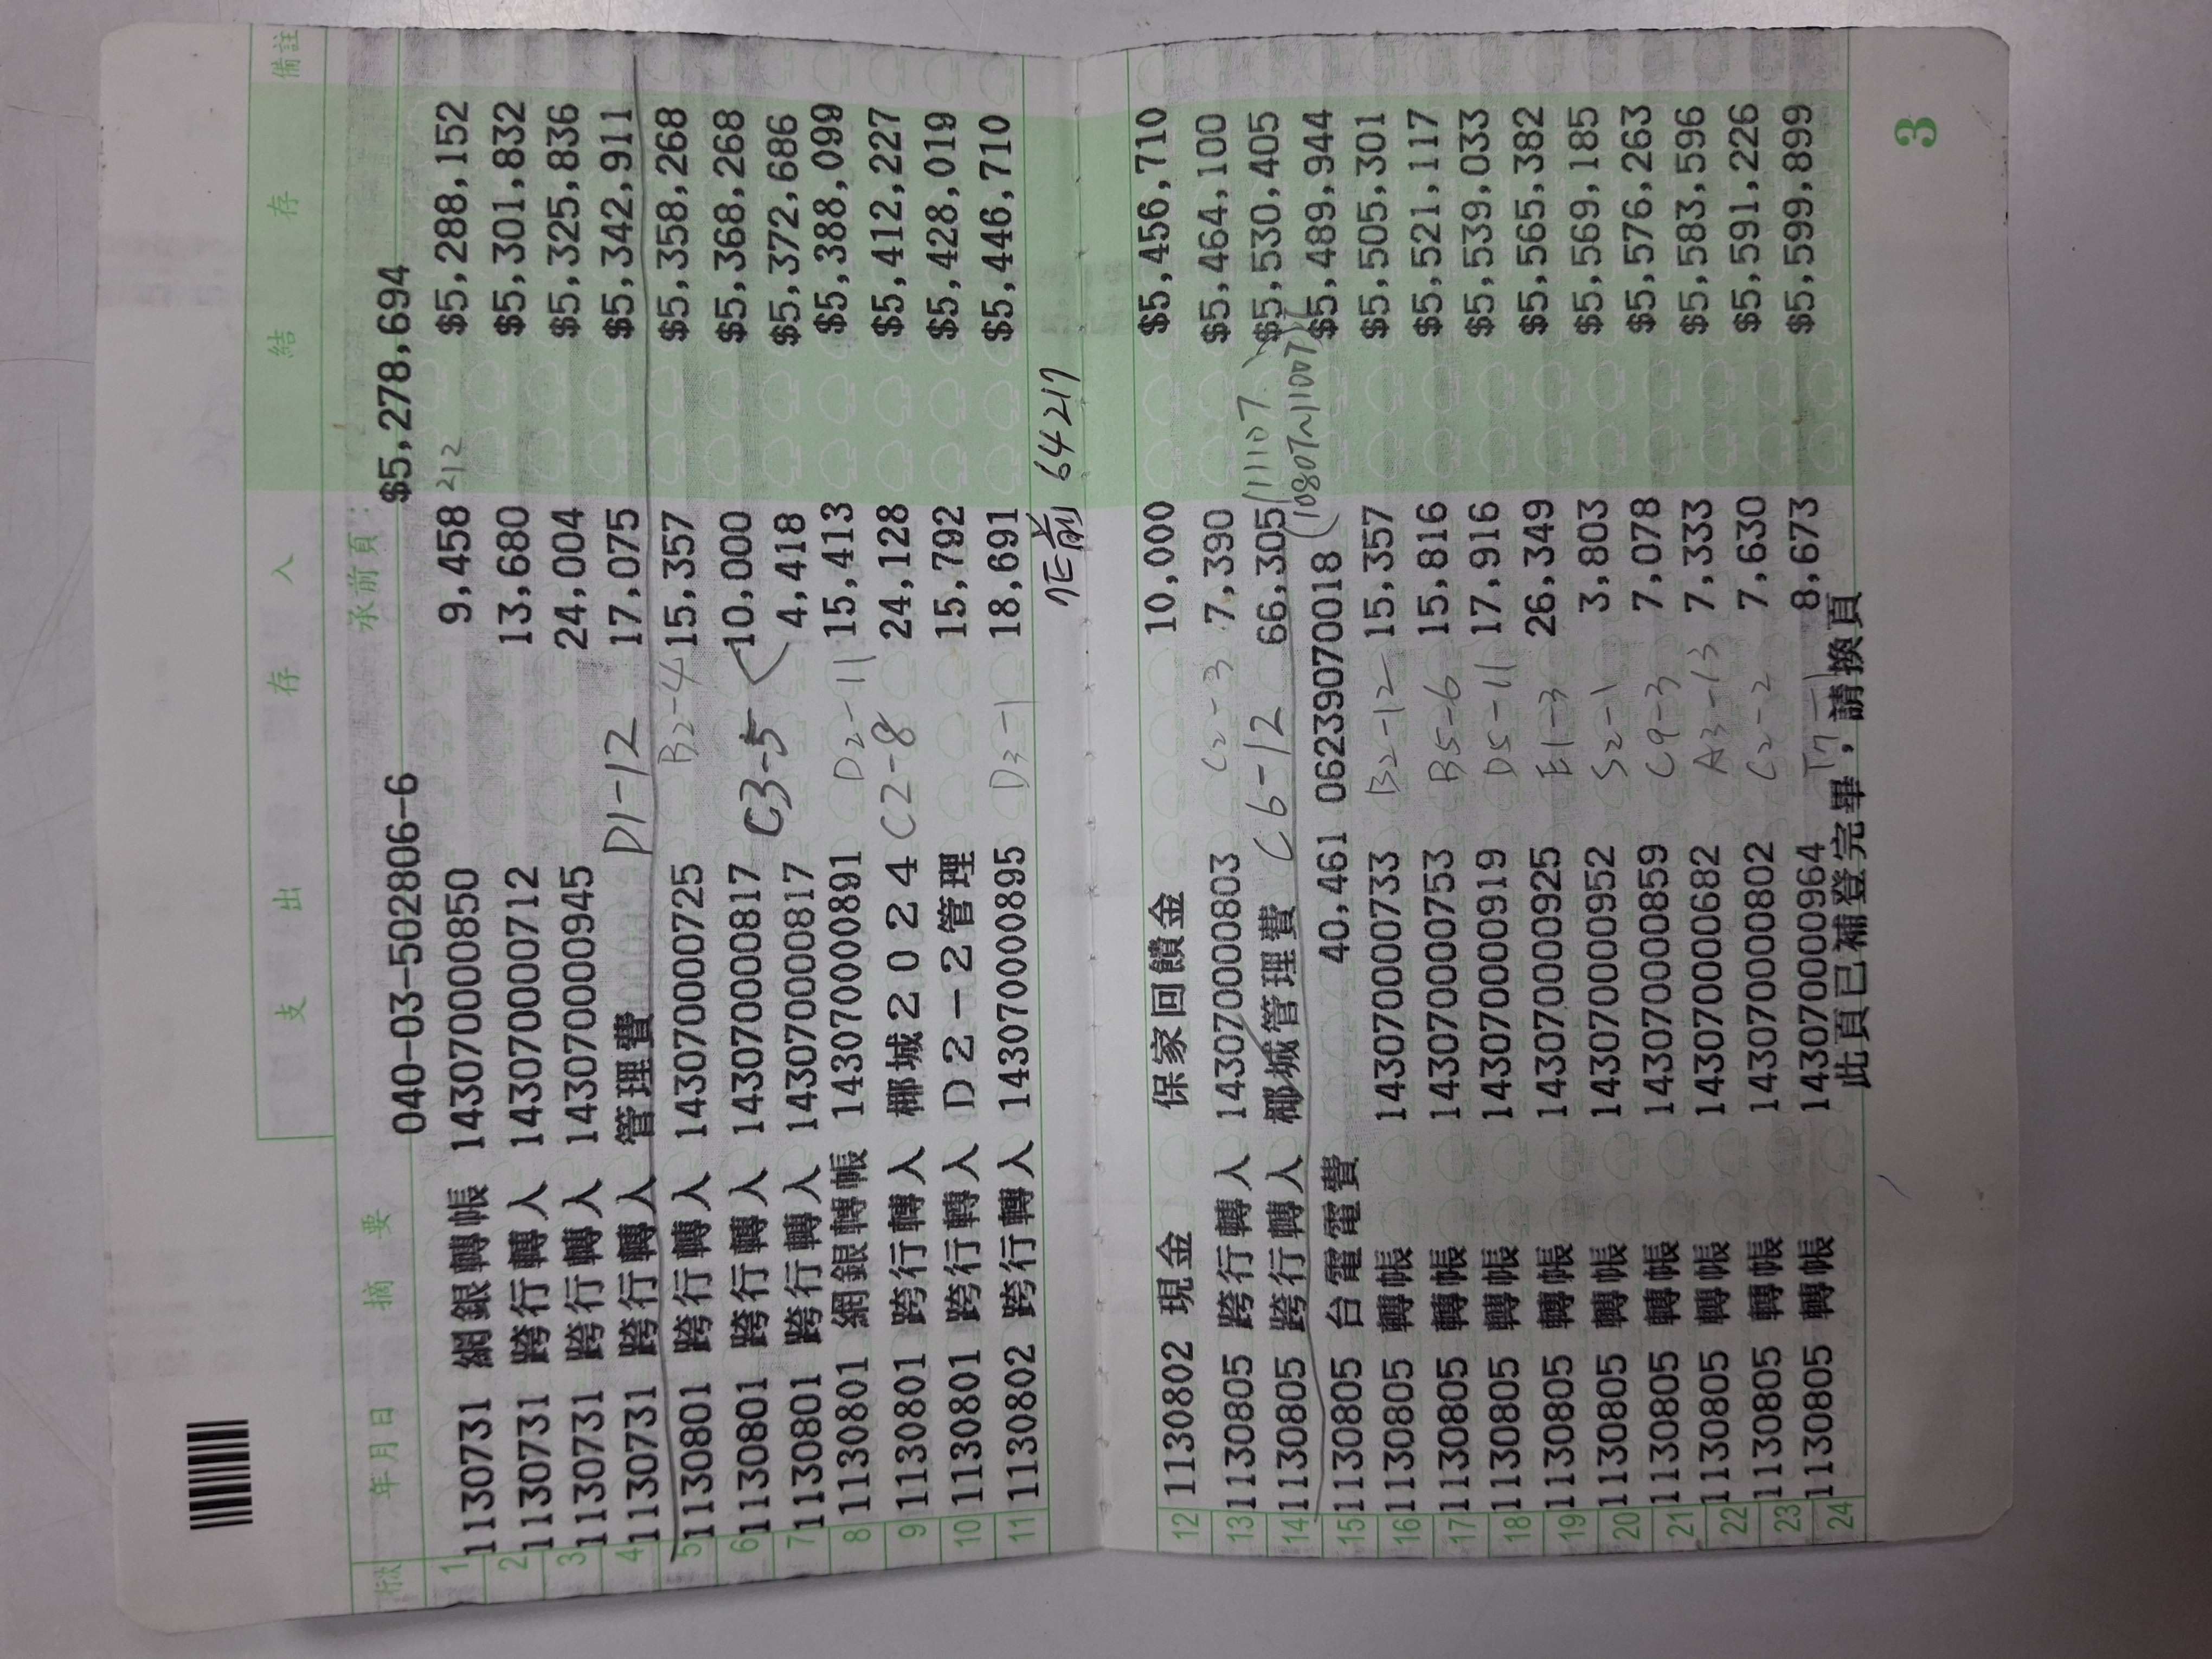 支出 存入 結存 備註
行次 年月日 摘要 承前頁:
040-03-502806-6 $5,278,694
1 1130731 網銀轉帳 143070000850 9,458 212 $5,288,152
2 1130731 跨行轉入 143070000712 13,680 $5,301,832
3 1130731 跨行轉入 143070000945 24,004 $5,325,836
4 1130731 跨行轉入 管理費 D1-12 17,075 $5,342,911
5 1130801 跨行轉入 143070000725 B2-4 15,357 $5,358,268
6 1130801 跨行轉入 143070000817 C3-5 10,000 $5,368,268
7 1130801 跨行轉入 143070000817 4,418 $5,372,686
8 1130801 網銀轉帳 143070000891 D2-11 15,413 $5,388,099
9 1130801 跨行轉入 椰城2024 C2-8 24,128 $5,412,227
10 1130801 跨行轉入 D2-2管理 15,792 $5,428,019
11 1130802 跨行轉入 143070000895 D3-1 18,691 $5,446,710
前 64217
12 1130802 現金 保家回饋金 10,000 $5,456,710
13 1130805 跨行轉入 143070000803 C2-3 7,390 $5,464,100
14 1130805 跨行轉入 椰城管理費 C6-12 66,305 11107 $5,530,405
(10807~11007)
15 1130805 台電電費 40,461 06239070018 $5,489,944
16 1130805 轉帳 143070000733 B2-12 15,357 $5,505,301
17 1130805 轉帳 143070000753 B5-6 15,816 $5,521,117
18 1130805 轉帳 143070000919 D5-11 17,916 $5,539,033
19 1130805 轉帳 143070000925 E1-3 26,349 $5,565,382
20 1130805 轉帳 143070000952 S2-1 3,803 $5,569,185
21 1130805 轉帳 143070000859 C9-3 7,078 $5,576,263
22 1130805 轉帳 143070000682 A3-13 7,333 $5,583,596
23 1130805 轉帳 143070000802 C2-2 7,630 $5,591,226
24 1130805 轉帳 143070000964 T7-1 8,673 $5,599,899
此頁已補登完畢,請換頁
3